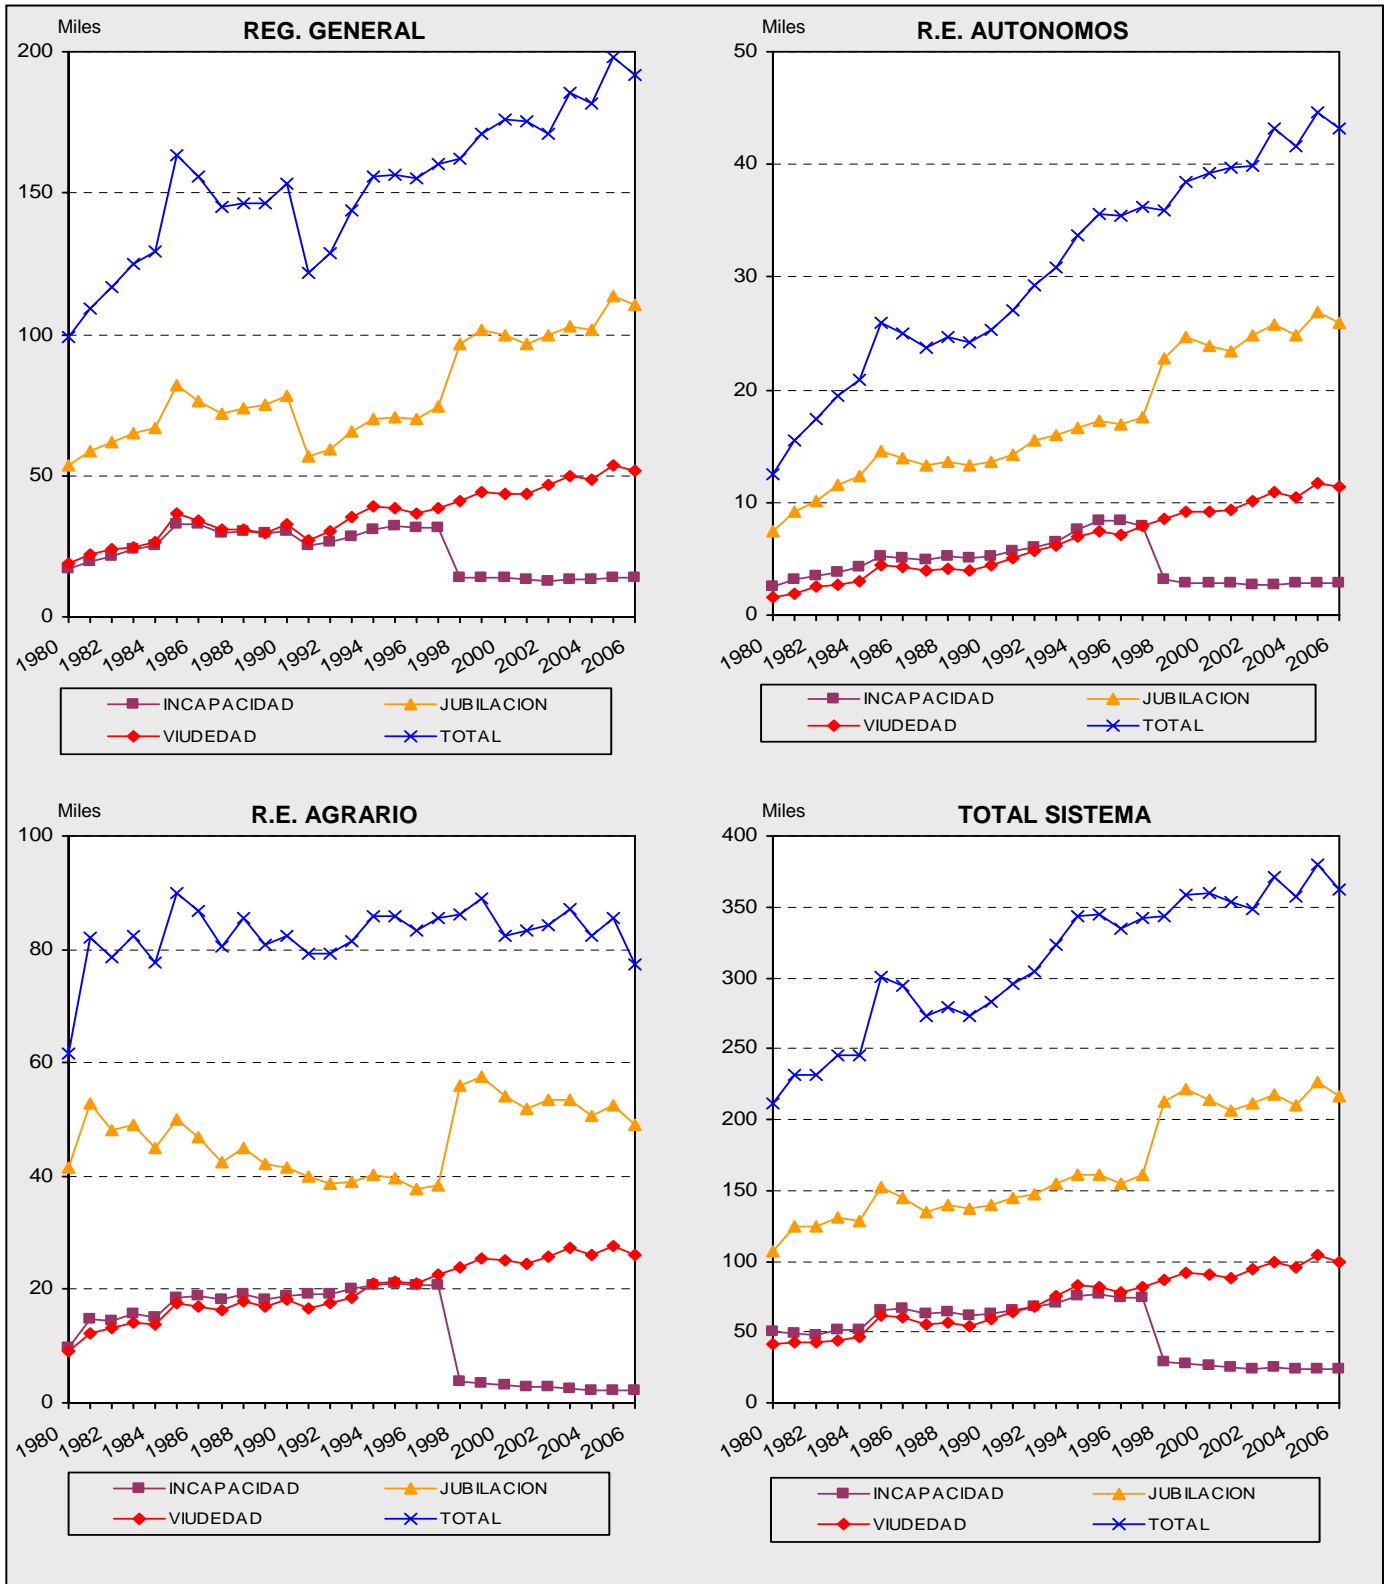 Miles
REG. GENERAL
200
150
100
50
0
1980 1982 1984 1986 1988 1990 1992 1994 1996 1998 2000 2002 2004 2006
INCAPACIDAD JUBILACION
VIUDEDAD TOTAL
Miles
R.E. AUTONOMOS
50
40
30
20
10
0
1980 1982 1984 1986 1988 1990 1992 1994 1996 1998 2000 2002 2004 2006
INCAPACIDAD JUBILACION
VIUDEDAD TOTAL
Miles
R.E. AGRARIO
100
80
60
40
20
0
1980 1982 1984 1986 1988 1990 1992 1994 1996 1998 2000 2002 2004 2006
INCAPACIDAD JUBILACION
VIUDEDAD TOTAL
Miles
TOTAL SISTEMA
400
350
300
250
200
150
100
50
0
1980 1982 1984 1986 1988 1990 1992 1994 1996 1998 2000 2002 2004 2006
INCAPACIDAD JUBILACION
VIUDEDAD TOTAL